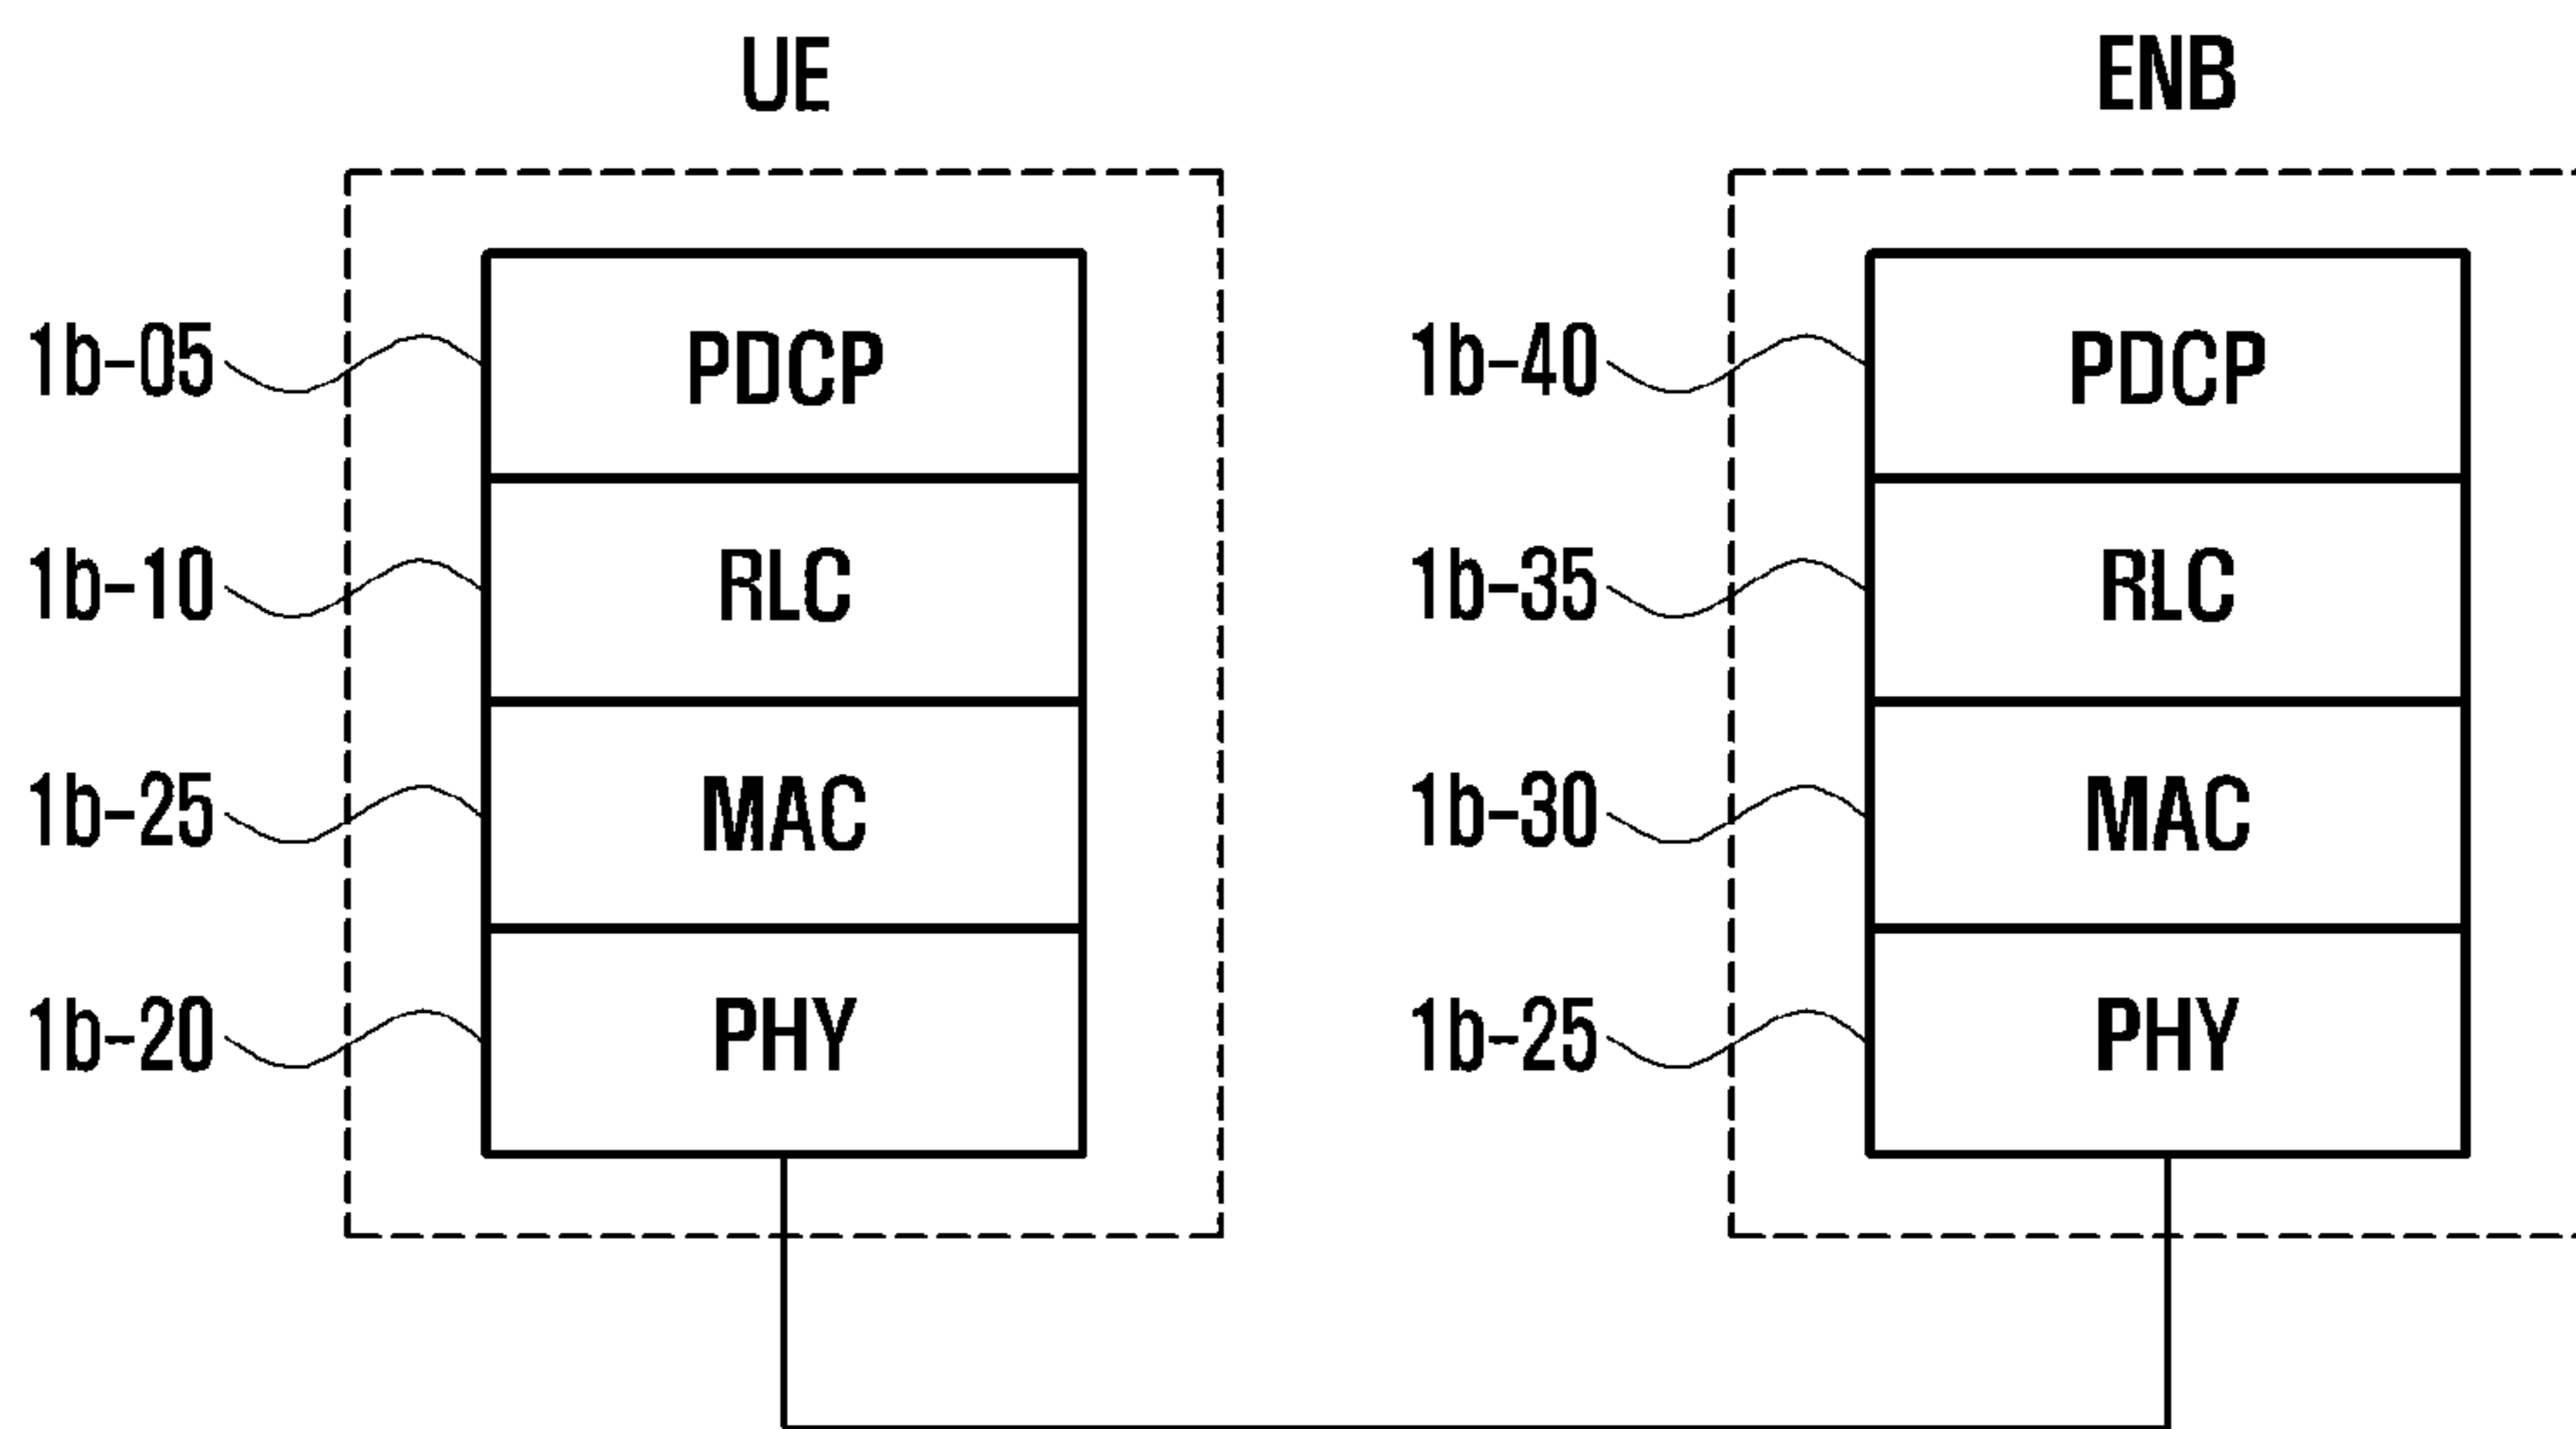 UE ENB
1b-05 PDCP 1b-40 PDCP
1b-10 RLC 1b-35 RLC
1b-25 MAC 1b-30 MAC
1b-20 PHY 1b-25 PHY